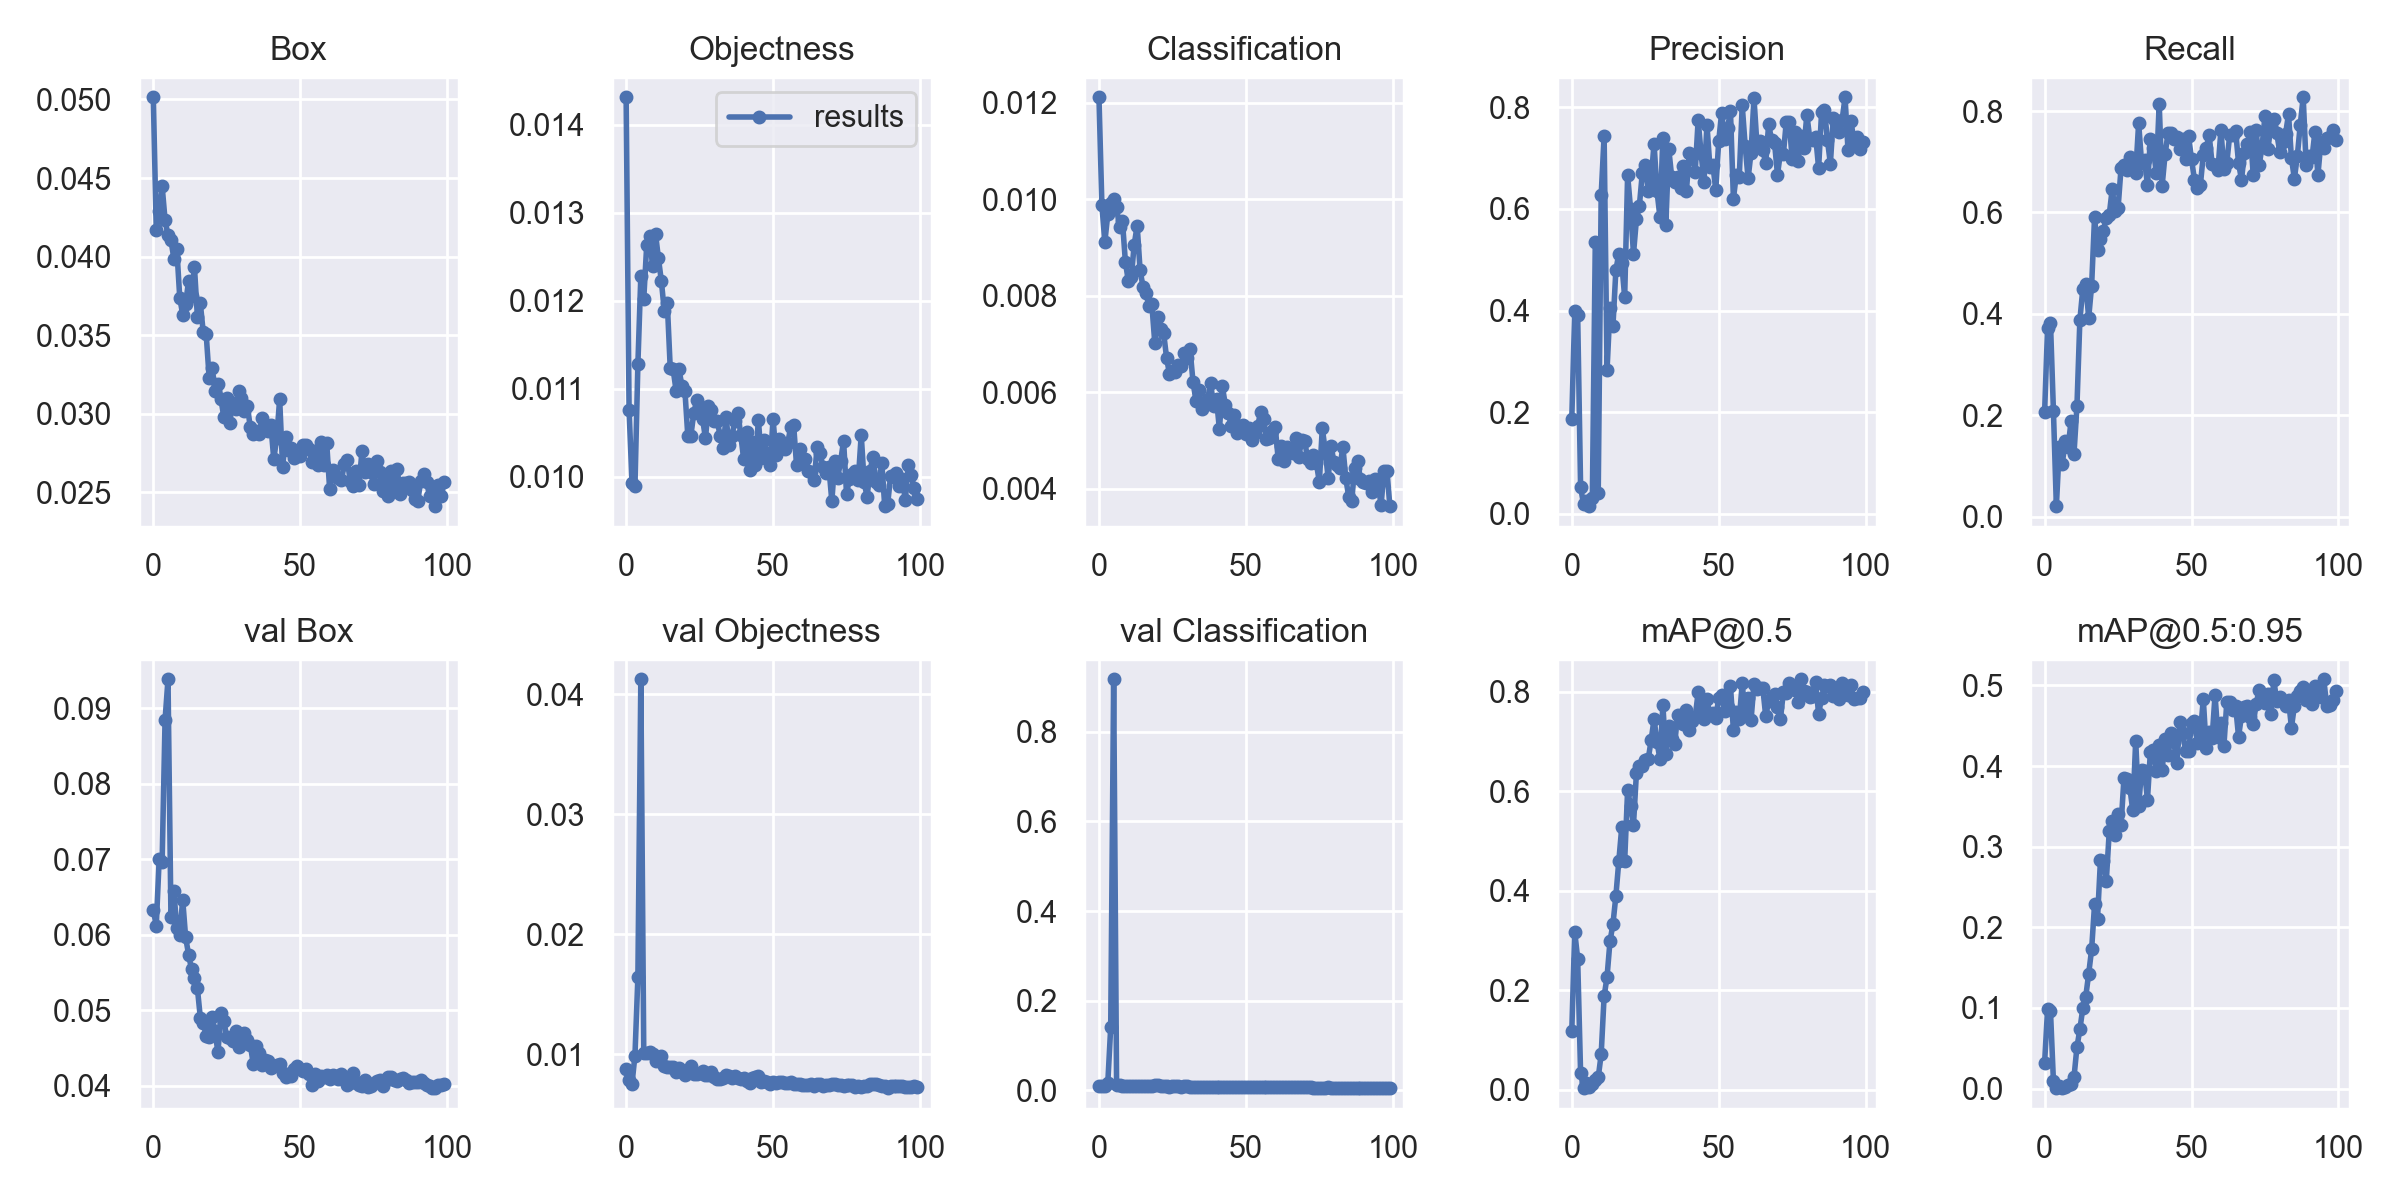 Box
Objectness
Classification
Precision
Recall
0.050
0.045
0.040
0.035
0.030
0.025
0 50 100
results
0.014
0.013
0.012
0.011
0.010
0 50 100
0.012
0.010
0.008
0.006
0.004
0 50 100
0.8
0.6
0.4
0.2
0.0
0 50 100
0.8
0.6
0.4
0.2
0.0
0 50 100
val Box
val Objectness
val Classification
mAP@0.5
mAP@0.5:0.95
0.09
0.08
0.07
0.06
0.05
0.04
0 50 100
0.04
0.03
0.02
0.01
0 50 100
0.8
0.6
0.4
0.2
0.0
0 50 100
0.8
0.6
0.4
0.2
0.0
0 50 100
0.5
0.4
0.3
0.2
0.1
0.0
0 50 100